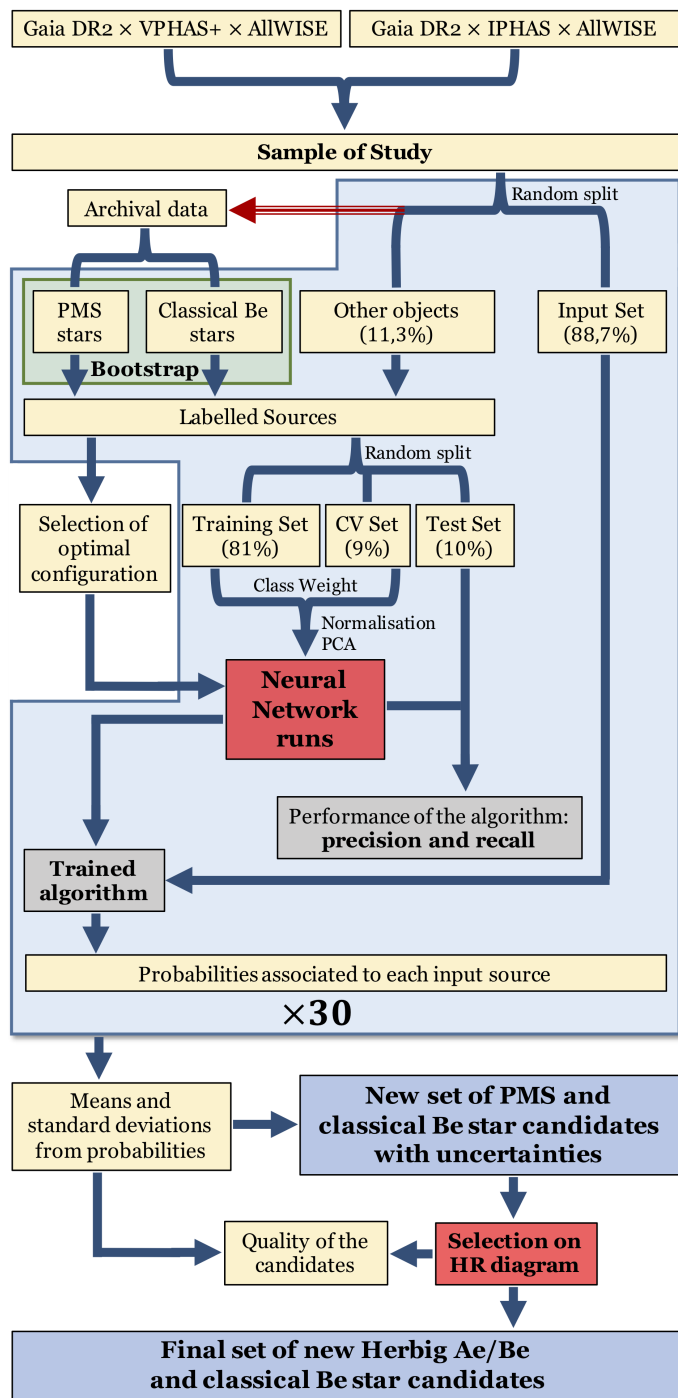 Gaia DR2 × VPHAS+ × AllWISE
Gaia DR2 × IPHAS × AllWISE
Sample of Study
Random split
Archival data
PMS
stars
Classical Be
stars
Bootstrap
Other objects
(11,3%)
Input Set
(88,7%)
Labelled Sources
Random split
Selection of
optimal
configuration
Training Set
(81%)
CV Set
(9%)
Test Set
(10%)
Class Weight
Normalisation
PCA
Neural
Network
runs
Performance of the algorithm:
precision and recall
Trained
algorithm
Probabilities associated to each input source
×30
Means and
standard deviations
from probabilities
New set of PMS and
classical Be star candidates
with uncertainties
Quality of the
candidates
Selection on
HR diagram
Final set of new Herbig Ae/Be
and classical Be star candidates